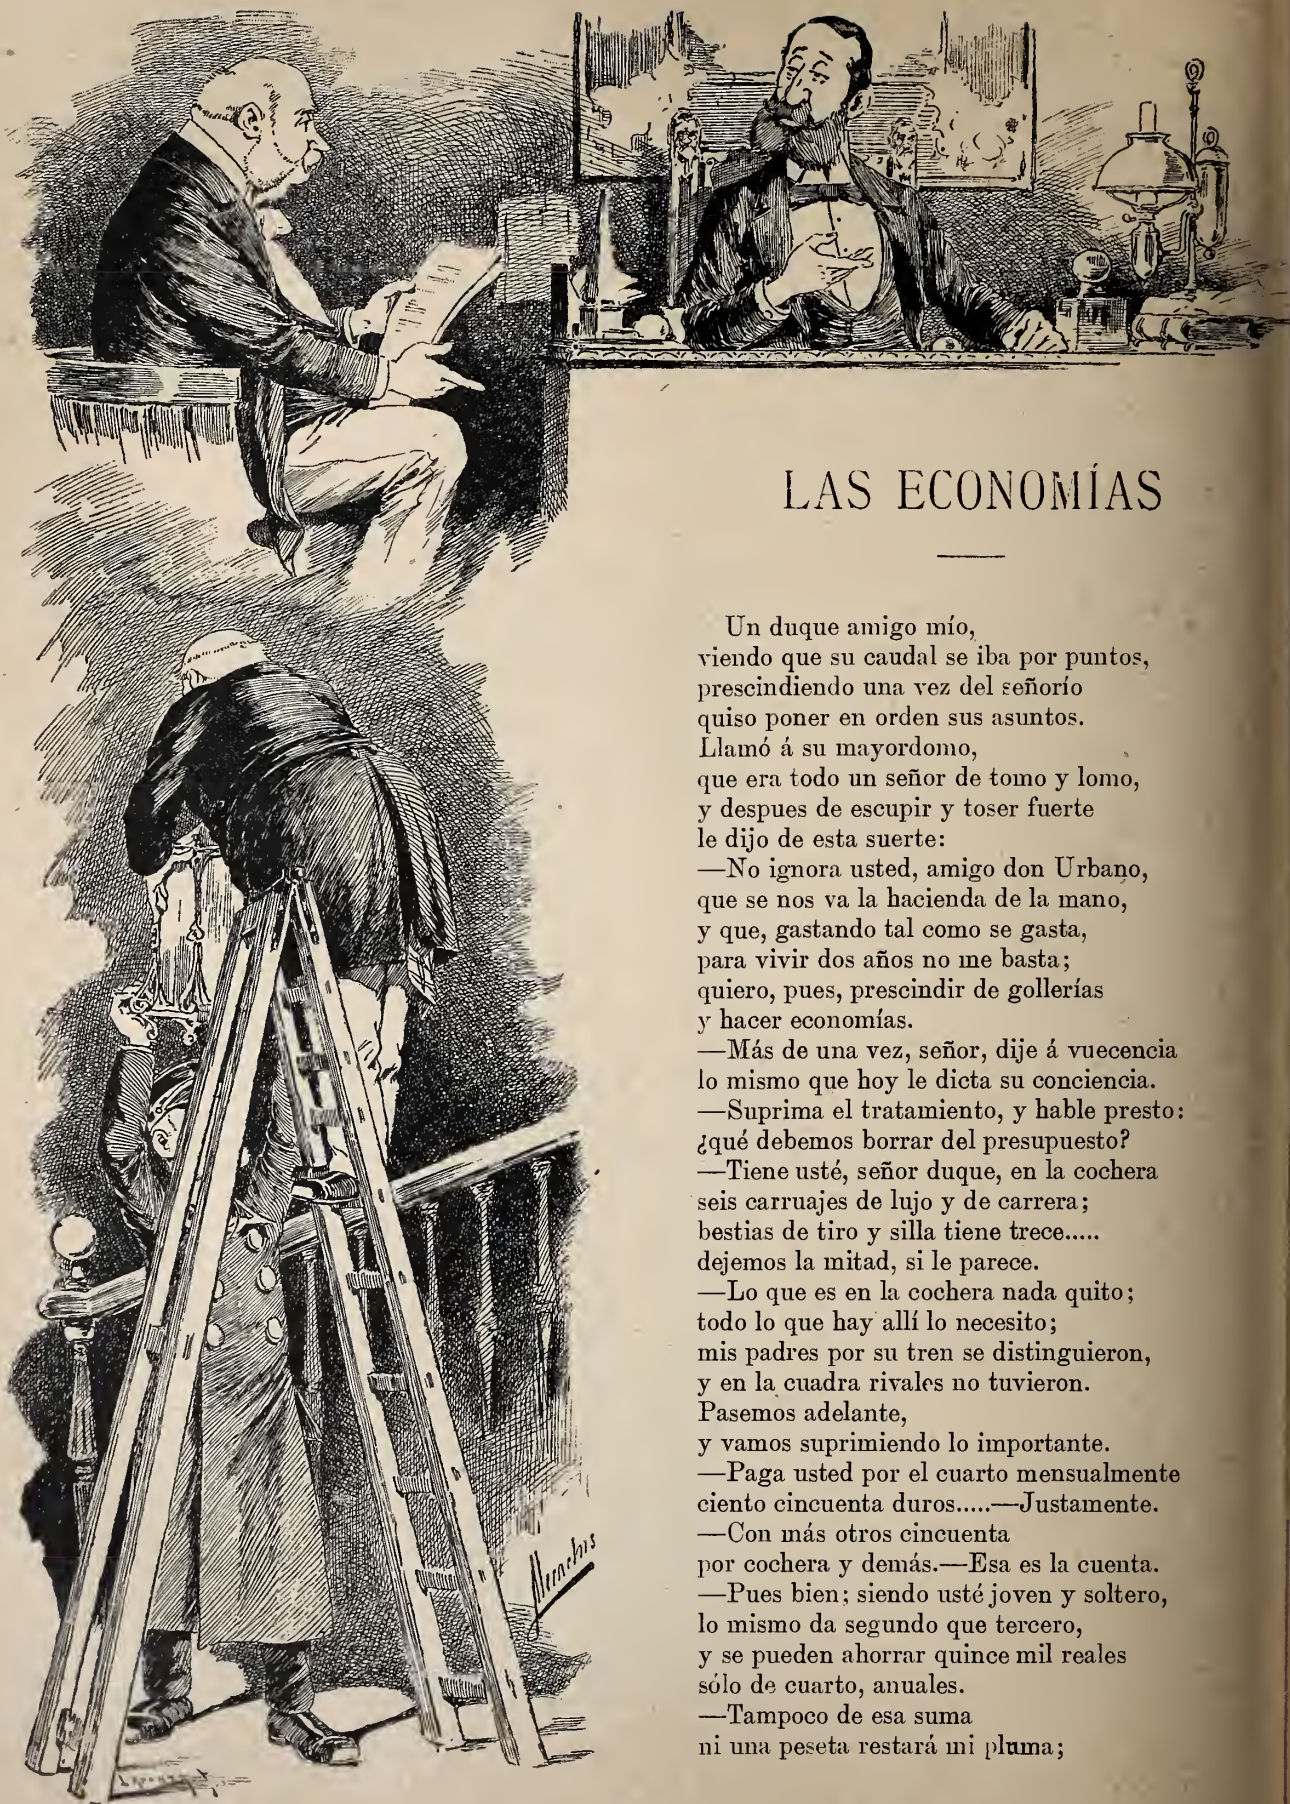 LAS ECONOMÍAS
Un duque amigo mío,
viendo que su caudal se iba por puntos,
prescindiendo una vez del señorío
quiso poner en orden sus asuntos.
Llamó á su mayordomo,
que era todo un señor de tomo y lomo,
y despues de escupir y toser fuerte
le dijo de esta suerte:
—No ignora usted, amigo don Urbano,
que se nos va la hacienda de la mano,
y que, gastando tal como se gasta,
para vivir dos años no me basta;
quiero, pues, prescindir de gollerías
y hacer economías.
—Más de una vez, señor, dije á vuecencia
lo mismo que hoy le dicta su conciencia.
—Suprima el tratamiento, y hable presto:
¿qué debemos borrar del presupuesto?
—Tiene usté, señor duque, en la cochera
seis carruajes de lujo y de carrera;
bestias de tiro y silla tiene trece.....
dejemos la mitad, si le parece.
—Lo que es en la cochera nada quito;
todo lo que hay allí lo necesito;
mis padres por su tren se distinguieron,
y en la cuadra rivales no tuvieron.
Pasemos adelante,
y vamos suprimiendo lo importante.
—Paga usted por el cuarto mensualmente
ciento cincuenta duros.....—Justamente.
—Con más otros cincuenta
por cochera y demás.—Esa es la cuenta.
—Pues bien; siendo usté joven y soltero,
lo mismo da segundo que tercero,
y se pueden ahorrar quince mil reales
sólo de cuarto, anuales.
—Tampoco de esa suma
ni una peseta restará mi pluma;